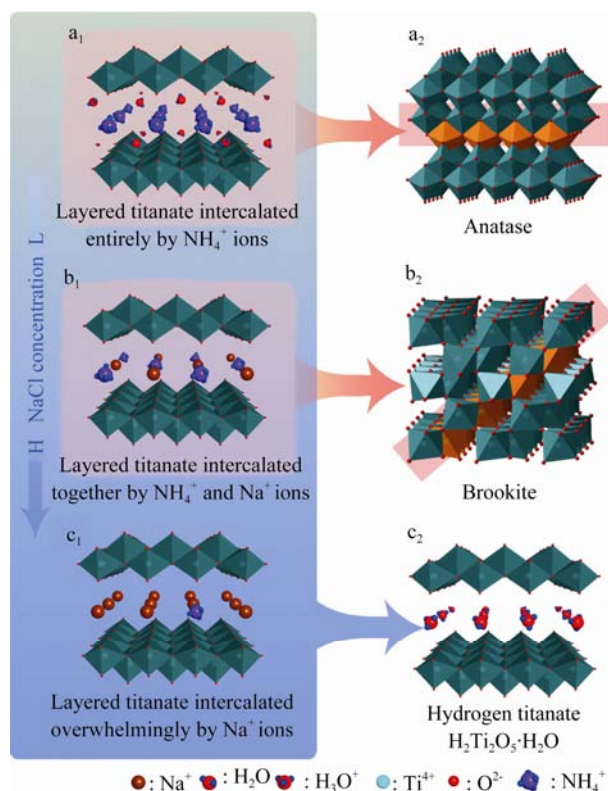 a₁
a₂
Layered titanate intercalated
entirely by NH₄⁺ ions
Anatase
H NaCl concentration L
b₁
b₂
Layered titanate intercalated
together by NH₄⁺ and Na⁺ ions
Brookite
c₁
c₂
Layered titanate intercalated
overwhelmingly by Na⁺ ions
Hydrogen titanate
H₂Ti₂O₅·H₂O
: Na⁺ : H₂O : H₃O⁺ : Ti⁴⁺ : O²⁻ : NH₄⁺